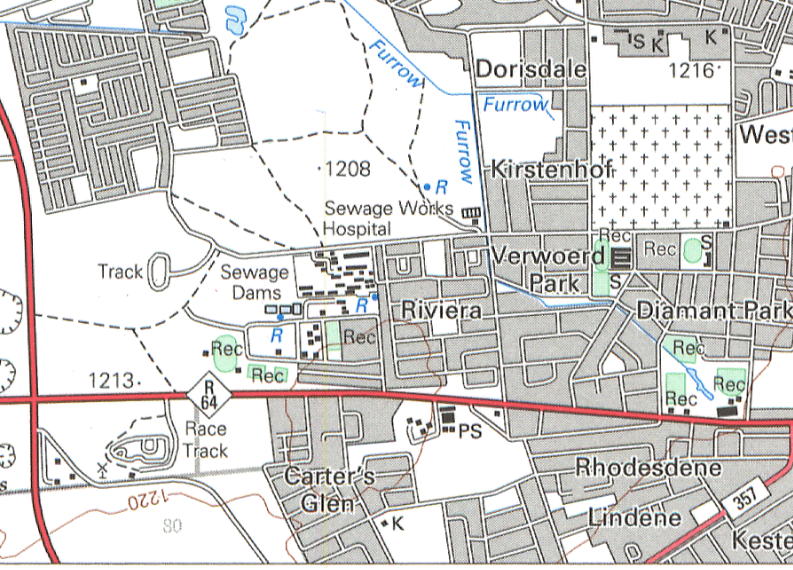 Furrow
Dorisdale
S
K
K
1216
Furrow
Furrow
West
1208
R
Kirstenhof
Sewage Works
Hospital
Rec
Rec
S
Track
Sewage
Dams
Verwoerd
Park
S
R
R
Riviera
Diamant Park
Rec
Rec
Rec
1213
Rec
R
64
Rec
Rec
Race
Track
PS
Carter's
Glen
Rhodesdene
s
1220
80
K
Lindene
357
Keste